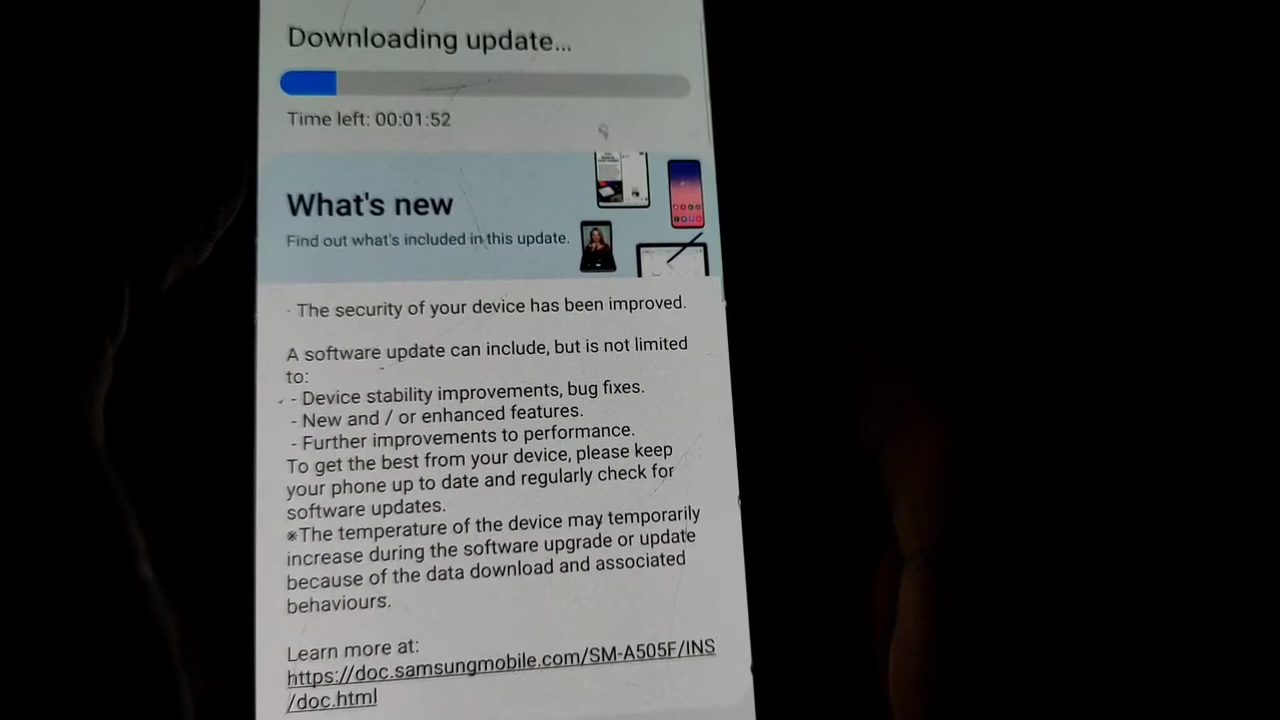 Downloading update...
Time left: 00:01:52
What's new
Find out what's included in this update.
· The security of your device has been improved.
A software update can include, but is not limited
to:
- Device stability improvements, bug fixes.
- New and / or enhanced features.
- Further improvements to performance.
To get the best from your device, please keep
your phone up to date and regularly check for
software updates.
※The temperature of the device may temporarily
increase during the software upgrade or update
because of the data download and associated
behaviours.
Learn more at:
https://doc.samsungmobile.com/SM-A505F/INS
/doc.html